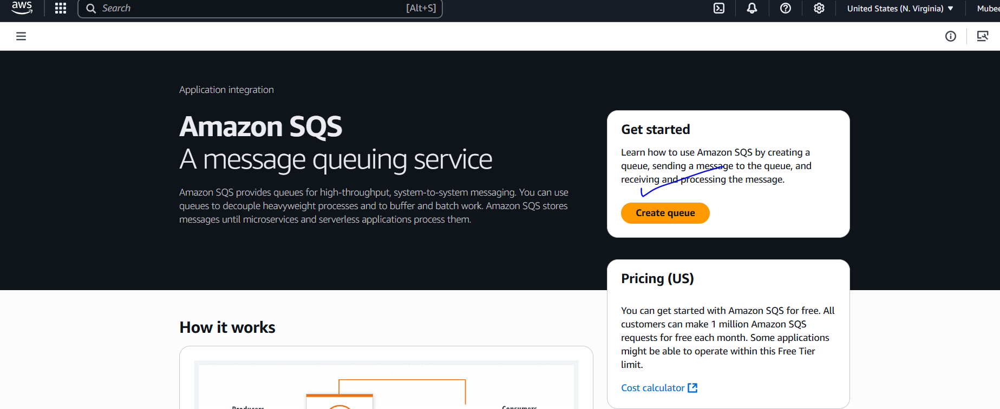 aws
Search
[Alt+S]
United States (N. Virginia)
Application integration
Amazon SQS
A message queuing service
Amazon SQS provides queues for high-throughput, system-to-system messaging. You can use
queues to decouple heavyweight processes and to buffer and batch work. Amazon SQS stores
messages until microservices and serverless applications process them.
Get started
Learn how to use Amazon SQS by creating a
queue, sending a message to the queue, and
receiving and processing the message.
Create queue
Pricing (US)
You can get started with Amazon SQS for free. All
customers can make 1 million Amazon SQS
requests for free each month. Some applications
might be able to operate within this Free Tier
limit.
Cost calculator
How it works
Producers
Consumers